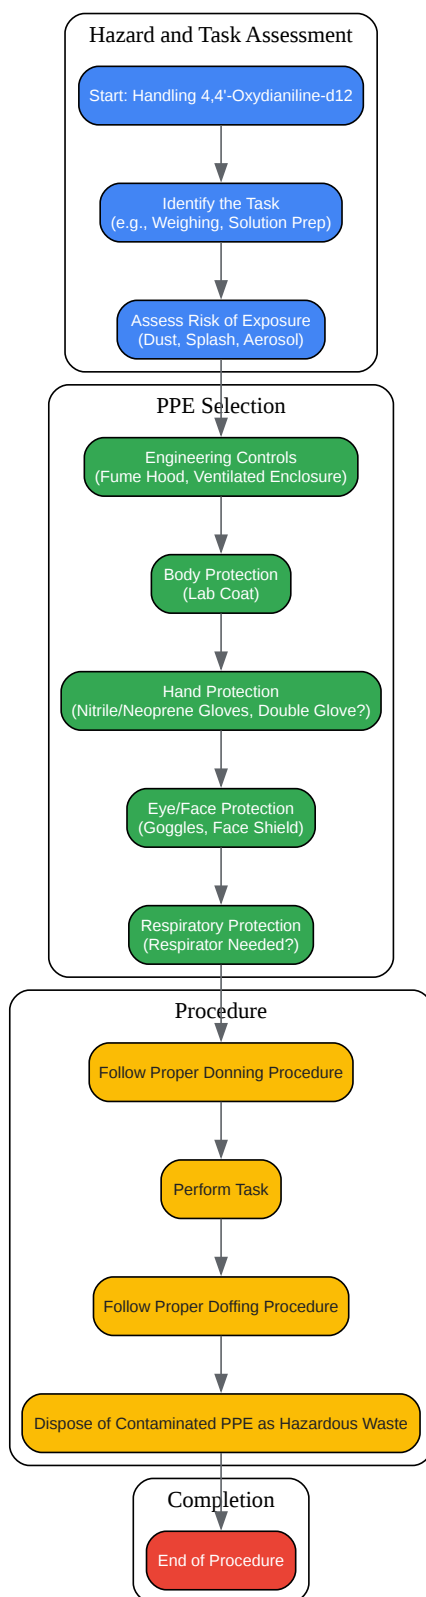 Hazard and Task Assessment
Start: Handling 4,4'-Oxydianiline-d12
Identify the Task
(e.g., Weighing, Solution Prep)
Assess Risk of Exposure
(Dust, Splash, Aerosol)
PPE Selection
Engineering Controls
(Fume Hood, Ventilated Enclosure)
Body Protection
(Lab Coat)
Hand Protection
(Nitrile/Neoprene Gloves, Double Glove?)
Eye/Face Protection
(Goggles, Face Shield)
Respiratory Protection
(Respirator Needed?)
Procedure
Follow Proper Donning Procedure
Perform Task
Follow Proper Doffing Procedure
Dispose of Contaminated PPE as Hazardous Waste
Completion
End of Procedure